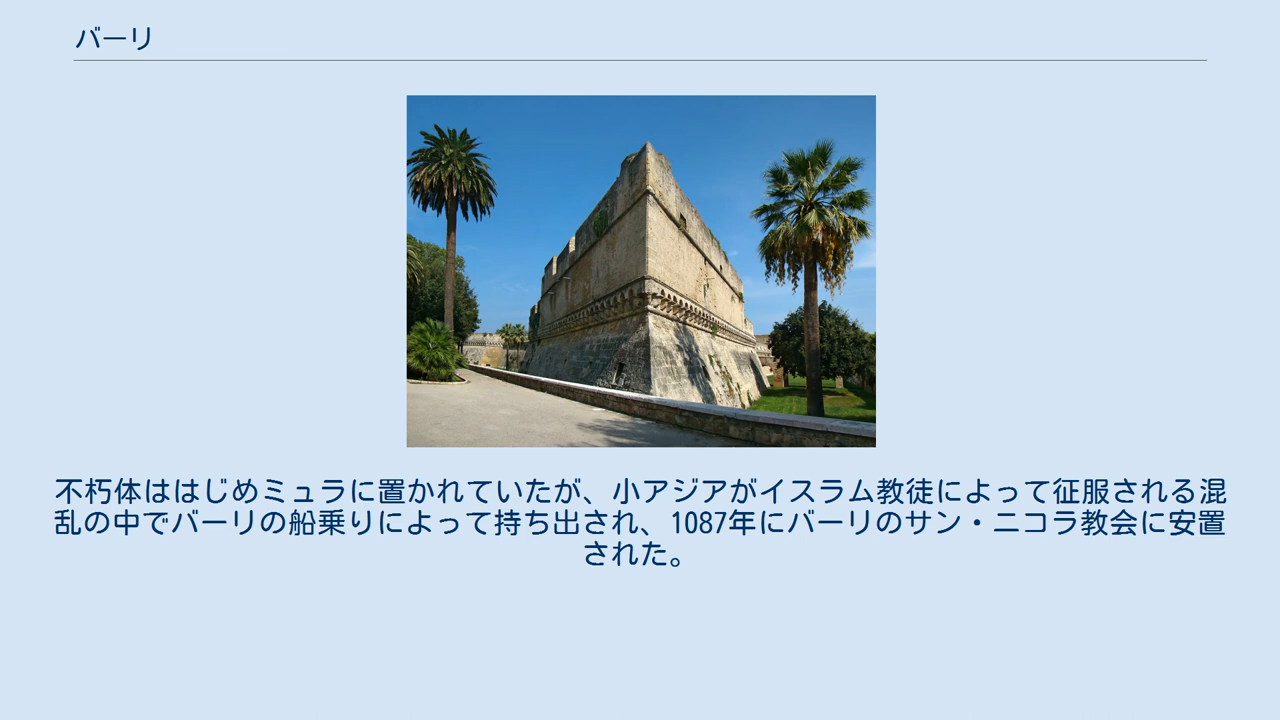 バーリ
不朽体ははじめミュラに置かれていたが、小アジアがイスラム教徒によって征服される混
乱の中でバーリの船乗りによって持ち出され、1087年にバーリのサン・ニコラ教会に安置
された。